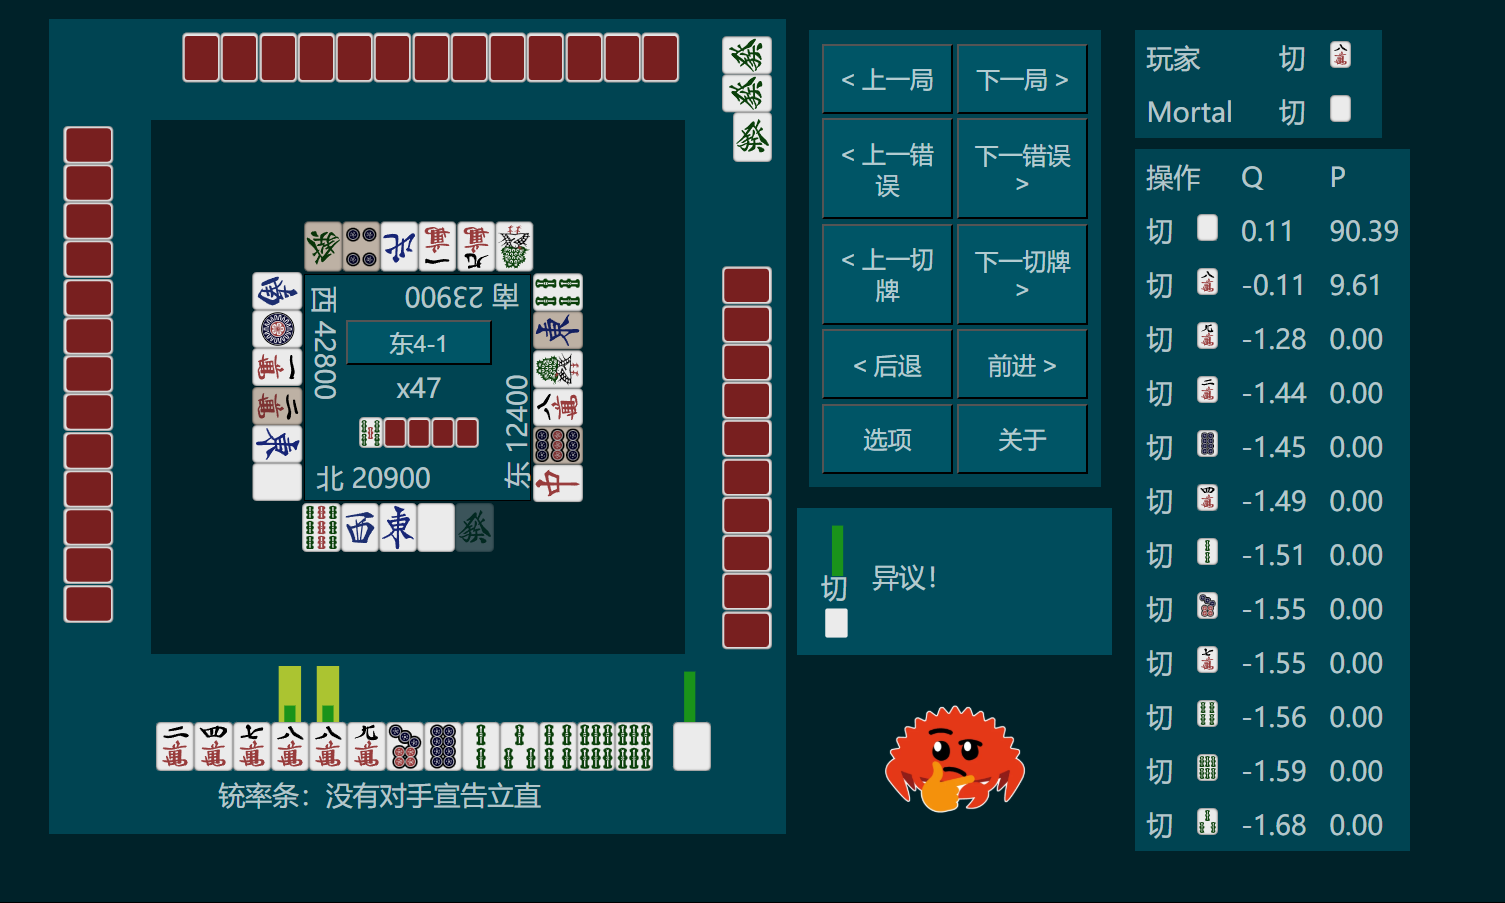 南 23900
西 42800
东4-1
x47
东 12400
北 20900
铳率条：没有对手宣告立直
< 上一局
下一局 >
< 上一错误
下一错误 >
< 上一切牌
下一切牌 >
< 后退
前进 >
选项
关于
切
异议！
玩家 切
Mortal 切
操作 Q P
切 0.11 90.39
切 -0.11 9.61
切 -1.28 0.00
切 -1.44 0.00
切 -1.45 0.00
切 -1.49 0.00
切 -1.51 0.00
切 -1.55 0.00
切 -1.55 0.00
切 -1.56 0.00
切 -1.59 0.00
切 -1.68 0.00